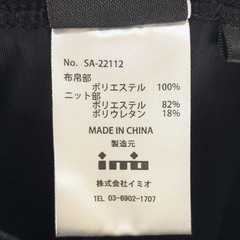 No. SA-22112
布帛部
ポリエステル 100%
ニット部
ポリエステル 82%
ポリウレタン 18%
MADE IN CHINA
製造元
imo
株式会社イミオ
TEL 03-6902-1707